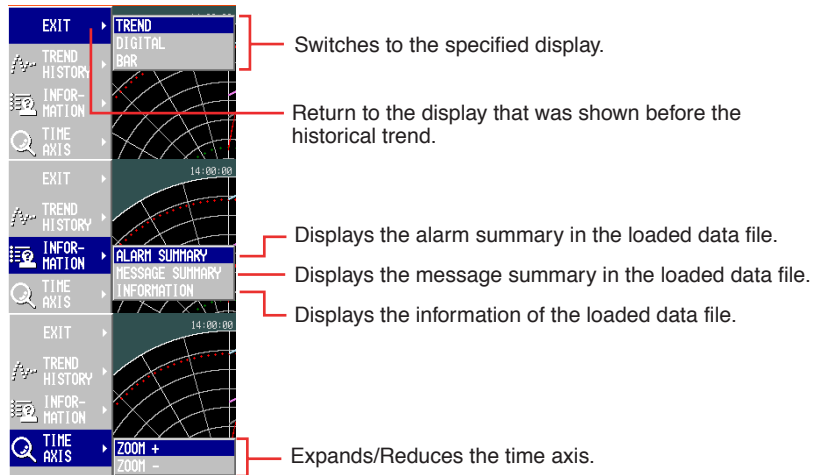 EXIT
TREND
DIGITAL
BAR
Switches to the specified display.
TREND
HISTORY
INFOR-
MATION
Return to the display that was shown before the
historical trend.
TIME
AXIS
EXIT
14:00:00
TREND
HISTORY
INFOR-
MATION
ALARM SUMMARY
Displays the alarm summary in the loaded data file.
MESSAGE SUMMARY
Displays the message summary in the loaded data file.
TIME
AXIS
INFORMATION
Displays the information of the loaded data file.
EXIT
14:00:00
TREND
HISTORY
INFOR-
MATION
TIME
AXIS
ZOOM +
ZOOM -
Expands/Reduces the time axis.